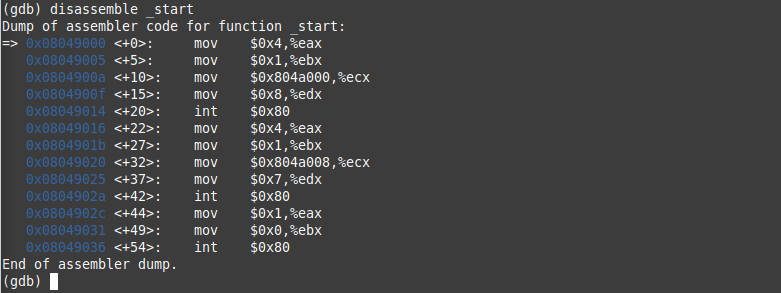 (gdb) disassemble _start
Dump of assembler code for function _start:
=> 0x08049000 <+0>:     mov    $0x4,%eax
   0x08049005 <+5>:     mov    $0x1,%ebx
   0x0804900a <+10>:    mov    $0x804a000,%ecx
   0x0804900f <+15>:    mov    $0x8,%edx
   0x08049014 <+20>:    int    $0x80
   0x08049016 <+22>:    mov    $0x4,%eax
   0x0804901b <+27>:    mov    $0x1,%ebx
   0x08049020 <+32>:    mov    $0x804a008,%ecx
   0x08049025 <+37>:    mov    $0x7,%edx
   0x0804902a <+42>:    int    $0x80
   0x0804902c <+44>:    mov    $0x1,%eax
   0x08049031 <+49>:    mov    $0x0,%ebx
   0x08049036 <+54>:    int    $0x80
End of assembler dump.
(gdb)